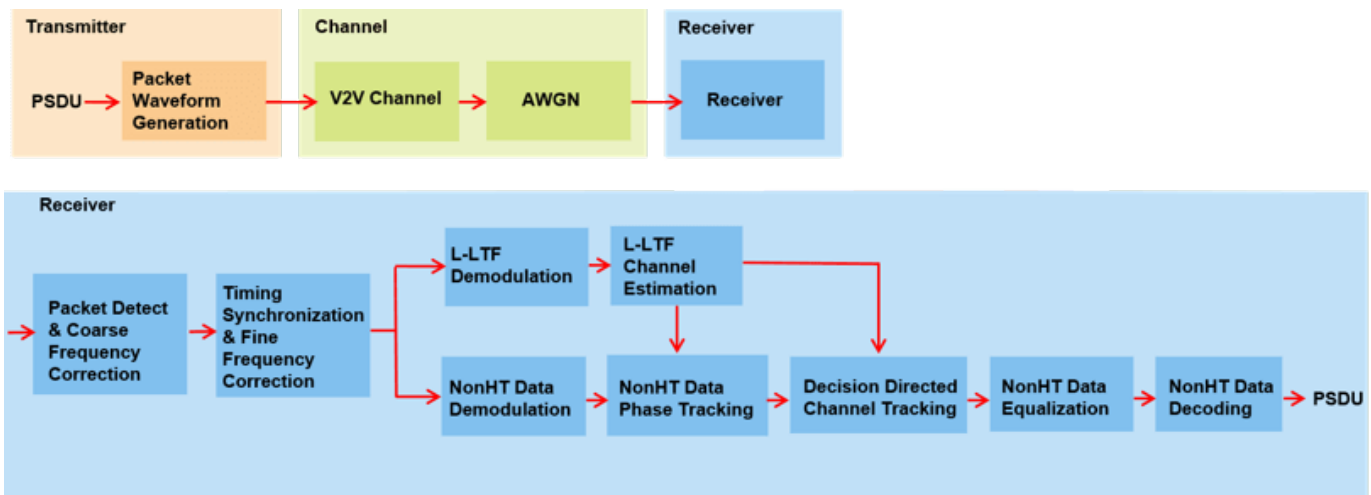 Transmitter
PSDU
Packet
Waveform
Generation
Channel
V2V Channel
AWGN
Receiver
Receiver
Receiver
Packet Detect
& Coarse
Frequency
Correction
Timing
Synchronization
& Fine
Frequency
Correction
L-LTF
Demodulation
L-LTF
Channel
Estimation
NonHT Data
Demodulation
NonHT Data
Phase Tracking
Decision Directed
Channel Tracking
NonHT Data
Equalization
NonHT Data
Decoding
PSDU